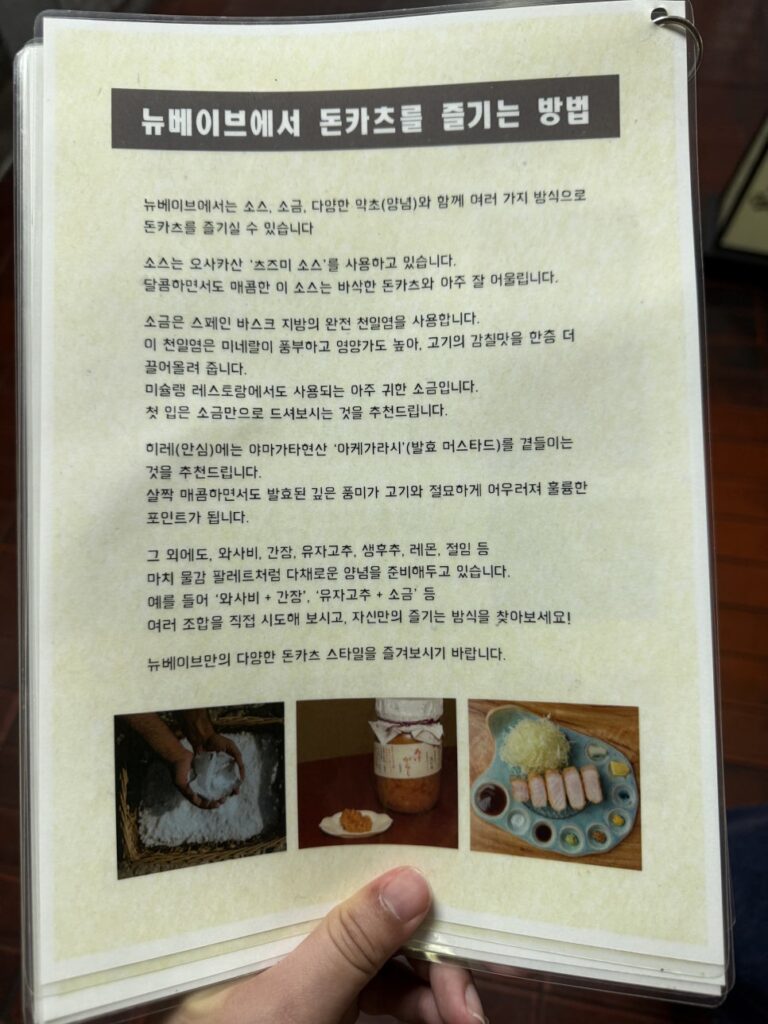 뉴베이브에서 돈카츠를 즐기는 방법
뉴베이브에서는 소스, 소금, 다양한 약초(양념)와 함께 여러 가지 방식으로
돈카츠를 즐기실 수 있습니다
소스는 오사카산 '츠즈미 소스'를 사용하고 있습니다.
달콤하면서도 매콤한 이 소스는 바삭한 돈카츠와 아주 잘 어울립니다.
소금은 스페인 바스크 지방의 완전 천일염을 사용합니다.
이 천일염은 미네랄이 풍부하고 영양가도 높아, 고기의 감칠맛을 한층 더
끌어올려 줍니다.
미슐랭 레스토랑에서도 사용되는 아주 귀한 소금입니다.
첫 입은 소금만으로 드셔보시는 것을 추천드립니다.
히레(안심)에는 야마가타현산 '아케가라시'(발효 머스타드)를 곁들이는
것을 추천드립니다.
살짝 매콤하면서도 발효된 깊은 풍미가 고기와 절묘하게 어우러져 훌륭한
포인트가 됩니다.
그 외에도, 와사비, 간장, 유자고추, 생후추, 레몬, 절임 등
마치 물감 팔레트처럼 다채로운 양념을 준비해두고 있습니다.
예를 들어 '와사비 + 간장', '유자고추 + 소금' 등
여러 조합을 직접 시도해 보시고, 자신만의 즐기는 방식을 찾아보세요!
뉴베이브만의 다양한 돈카츠 스타일을 즐겨보시기 바랍니다.